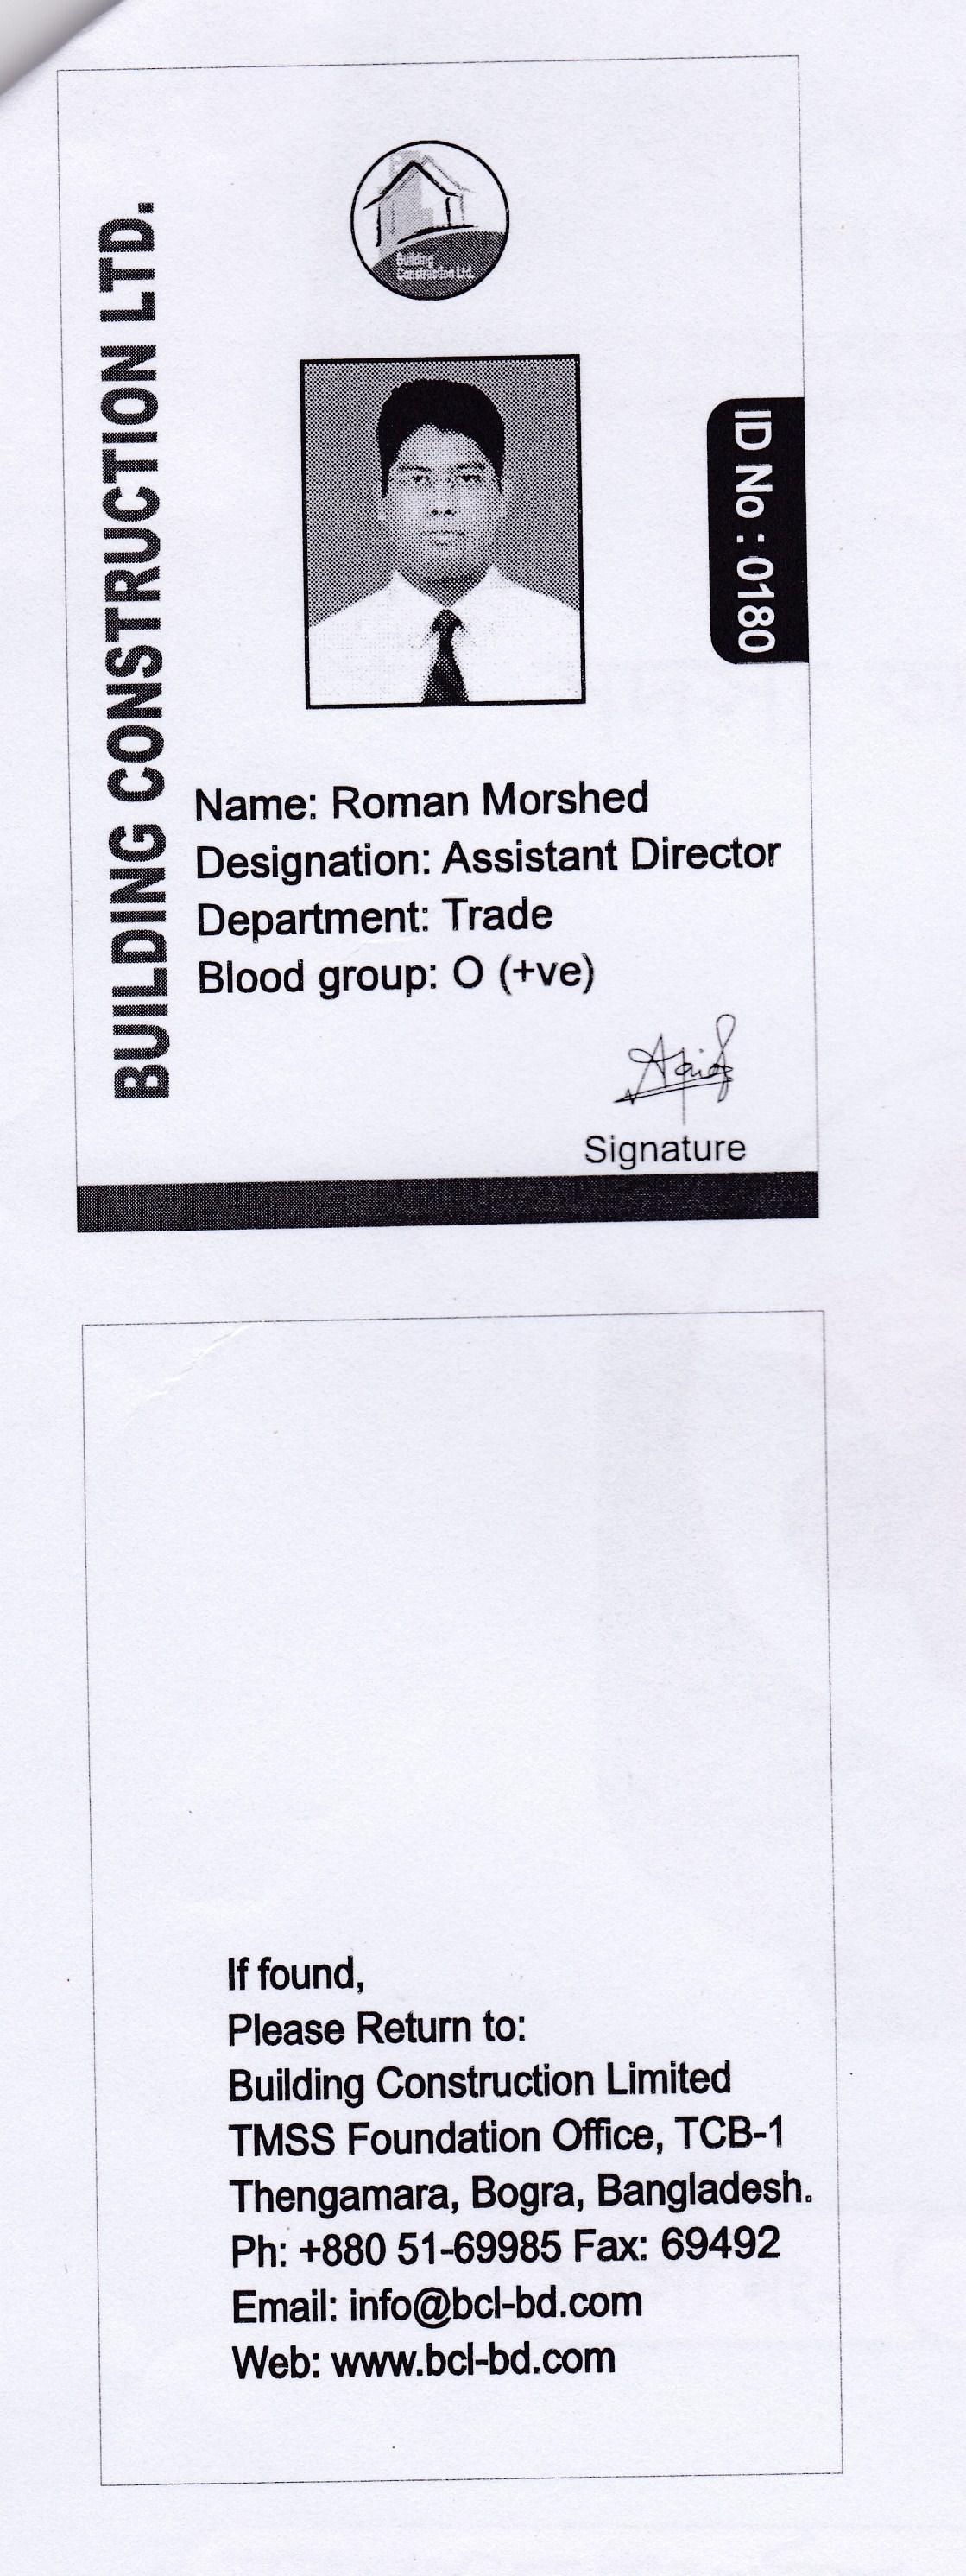 BUILDING CONSTRUCTION LTD.
Building
Construction Ltd.
ID No : 0180
Name: Roman Morshed
Designation: Assistant Director
Department: Trade
Blood group: O (+ve)
Signature
If found,
Please Return to:
Building Construction Limited
TMSS Foundation Office, TCB-1
Thengamara, Bogra, Bangladesh.
Ph: +880 51-69985 Fax: 69492
Email: info@bcl-bd.com
Web: www.bcl-bd.com